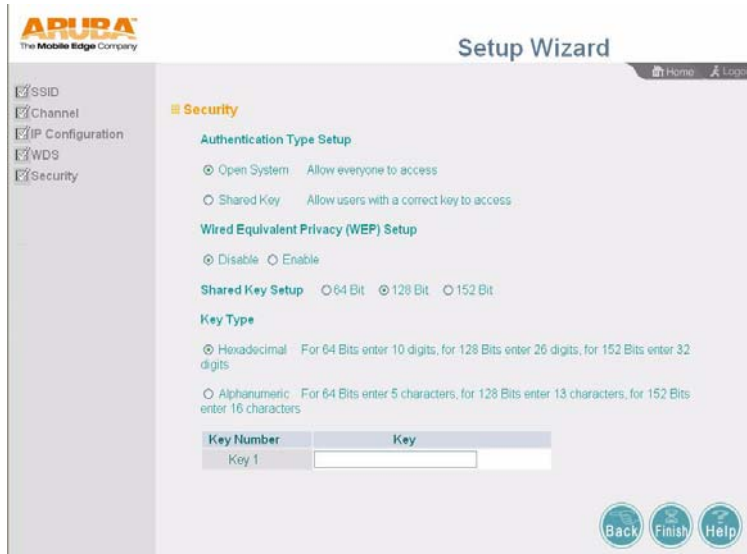 ARUBA
The Mobile Edge Company
Setup Wizard
Home
SSID
Channel
IP Configuration
WDS
Security
Security
Authentication Type Setup
Open System Allow everyone to access
Shared Key Allow users with a correct key to access
Wired Equivalent Privacy (WEP) Setup
Disable Enable
Shared Key Setup 64 Bit 128 Bit 152 Bit
Key Type
Hexadecimal For 64 Bits enter 10 digits, for 128 Bits enter 26 digits, for 152 Bits enter 32
digits
Alphanumeric For 64 Bits enter 5 characters, for 128 Bits enter 13 characters, for 152 Bits
enter 16 characters
Key Number Key
Key 1
Back Finish Help